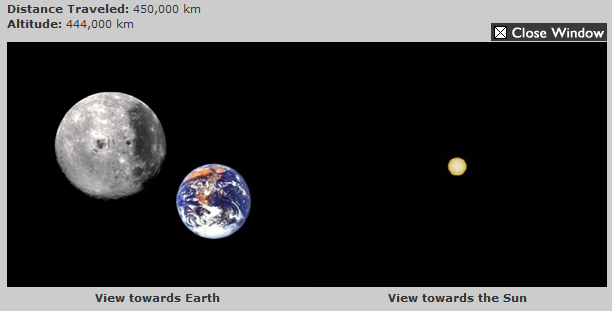 Distance Traveled: 450,000 km
Altitude: 444,000 km
Close Window
View towards Earth
View towards the Sun